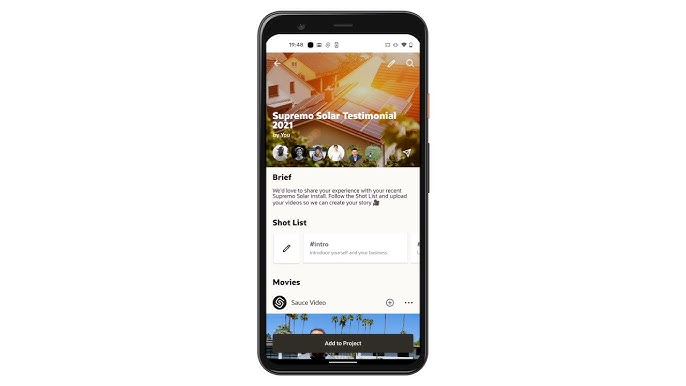 19:48
Supremo Solar Testimonial
2021
by You
Brief
We'd love to share your experience with your recent
Supremo Solar install. Follow the Shot List and upload
your videos so we can create your story 🎥
Shot List
#intro
Introduce yourself and your business
#
Movies
Sauce Video
Add to Project